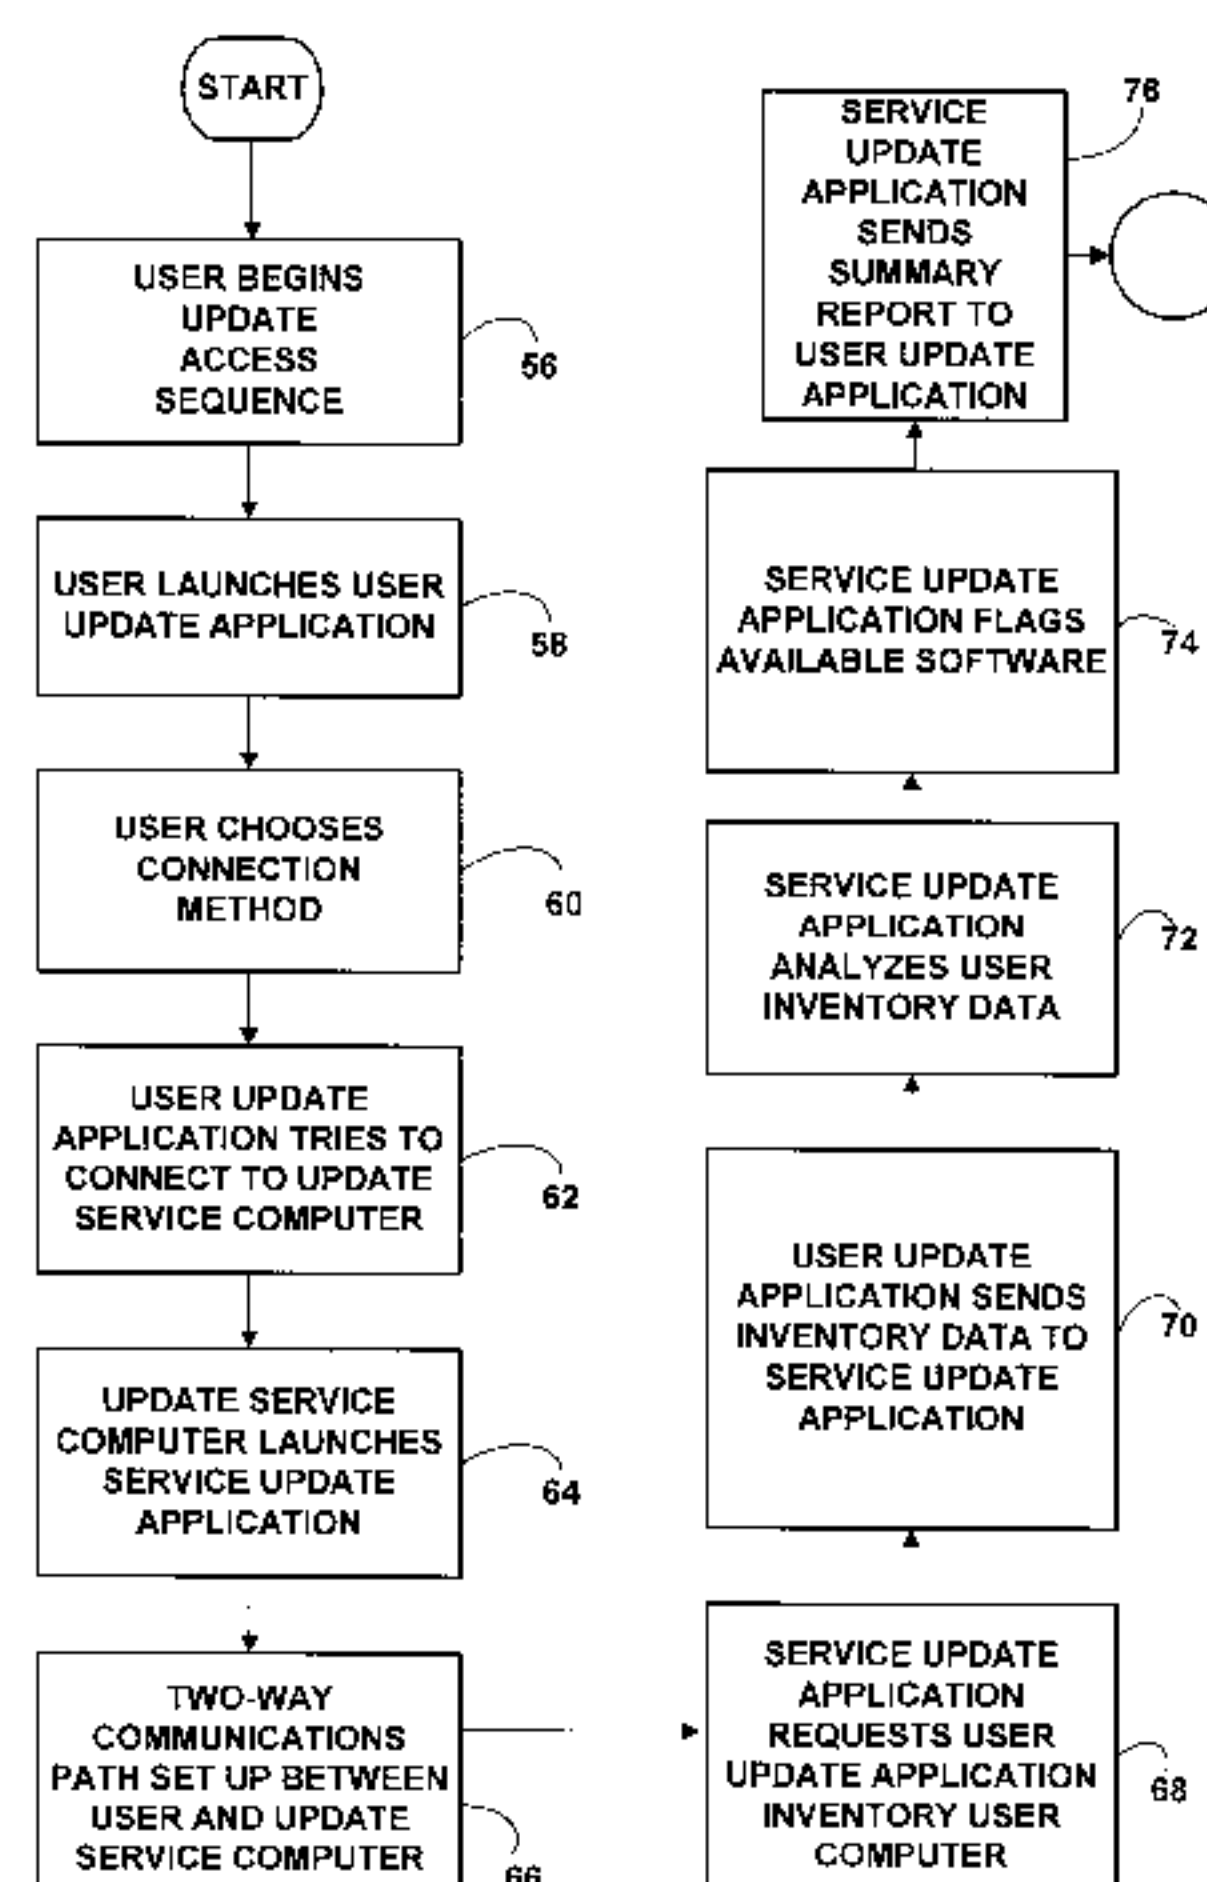 START
USER BEGINS
UPDATE
ACCESS
SEQUENCE
56
USER LAUNCHES USER
UPDATE APPLICATION
58
USER CHOOSES
CONNECTION
METHOD
60
USER UPDATE
APPLICATION TRIES TO
CONNECT TO UPDATE
SERVICE COMPUTER
62
UPDATE SERVICE
COMPUTER LAUNCHES
SERVICE UPDATE
APPLICATION
64
TWO-WAY
COMMUNICATIONS
PATH SET UP BETWEEN
USER AND UPDATE
SERVICE COMPUTER
66
SERVICE UPDATE
APPLICATION
REQUESTS USER
UPDATE APPLICATION
INVENTORY USER
COMPUTER
68
USER UPDATE
APPLICATION SENDS
INVENTORY DATA TO
SERVICE UPDATE
APPLICATION
70
SERVICE UPDATE
APPLICATION
ANALYZES USER
INVENTORY DATA
72
SERVICE UPDATE
APPLICATION FLAGS
AVAILABLE SOFTWARE
74
SERVICE
UPDATE
APPLICATION
SENDS
SUMMARY
REPORT TO
USER UPDATE
APPLICATION
76